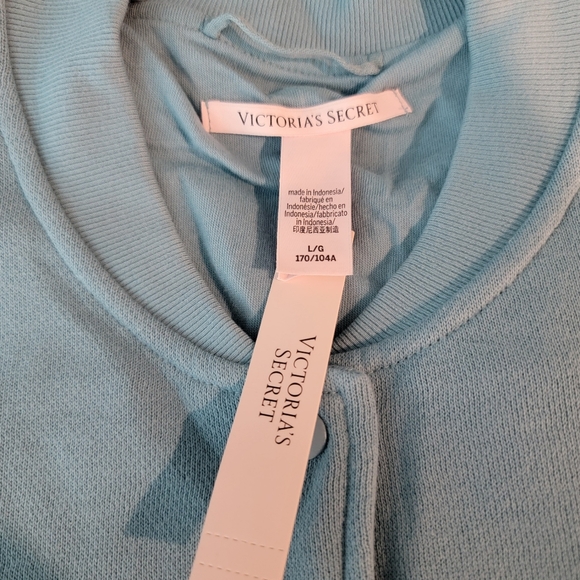 VICTORIA'S SECRET
made in Indonesia/
fabriqué en
Indonésie/hecho en
Indonesia/fabbricato
in Indonesia/
印度尼西亚制造
L/G
170/104A
VICTORIA'S
SECRET